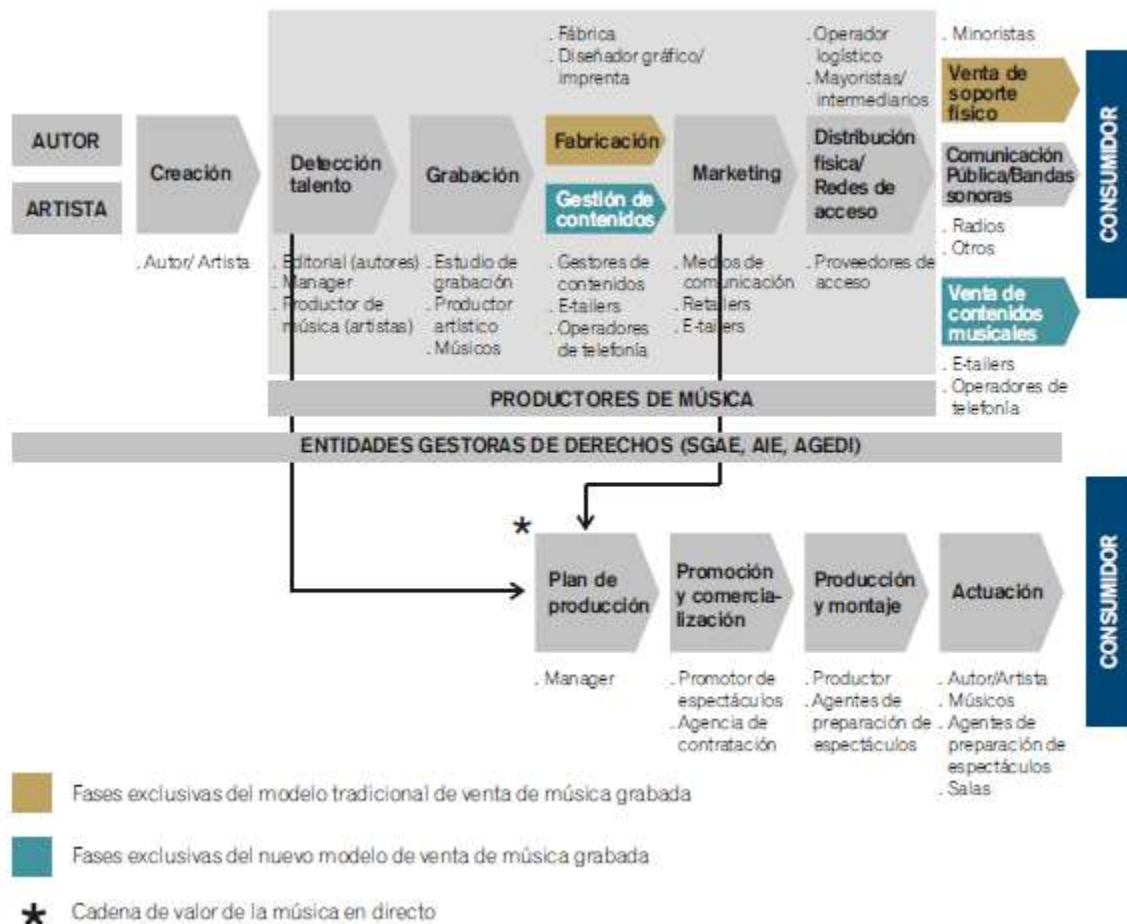 . Fábrica
. Diseñador gráfico/
imprenta
. Operador
logístico
. Mayoristas/
intermediarios
. Minoristas
Venta de
soporte
físico
AUTOR
ARTISTA
Creación
Detección
talento
Grabación
Fabricación
Gestión de
contenidos
Marketing
Distribución
física/
Redes de
acceso
Comunicación
Pública/Bandas
sonoras
. Radios
. Otros
. Autor/ Artista
. Editorial (autores)
. Manager
. Productor de
música (artistas)
. Estudio de
grabación
. Productor
artístico
. Músicos
. Gestores de
contenidos
. E-tailers
. Operadores
de telefonía
. Medios de
comunicación
. Retailers
. E-tailers
. Proveedores de
acceso
Venta de
contenidos
musicales
. E-tailers
. Operadores de
telefonía
CONSUMIDOR
PRODUCTORES DE MÚSICA
ENTIDADES GESTORAS DE DERECHOS (SGAE, AIE, AGEDI)
*
Plan de
producción
Promoción
y comercia-
lización
Producción
y montaje
Actuación
CONSUMIDOR
. Manager
. Promotor de
espectáculos
. Agencia de
contratación
. Productor
. Agentes de
preparación de
espectáculos
. Autor/Artista
. Músicos
. Agentes de
preparación de
espectáculos
. Salas
Fases exclusivas del modelo tradicional de venta de música grabada
Fases exclusivas del nuevo modelo de venta de música grabada
* Cadena de valor de la música en directo